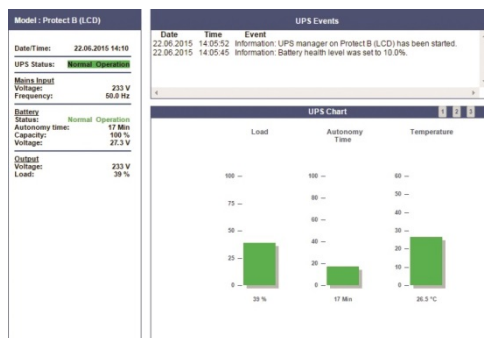 Model : Protect B (LCD)
Date/Time: 22.06.2015 14:10
UPS Status: Normal Operation
Mains Input
Voltage: 233 V
Frequency: 50.0 Hz
Battery
Status: Normal Operation
Autonomy time: 17 Min
Capacity: 100 %
Voltage: 27.3 V
Output
Voltage: 233 V
Load: 39 %
UPS Events
Date Time Event
22.06.2015 14:05:52 Information: UPS manager on Protect B (LCD) has been started.
22.06.2015 14:05:45 Information: Battery health level was set to 10.0%.
UPS Chart 1 2 3
Load Autonomy Temperature
Time
100 100 60
75 80 50
50 60 40
25 40 30
0 20 20
0 10
0
39 % 17 Min 26.5 °C